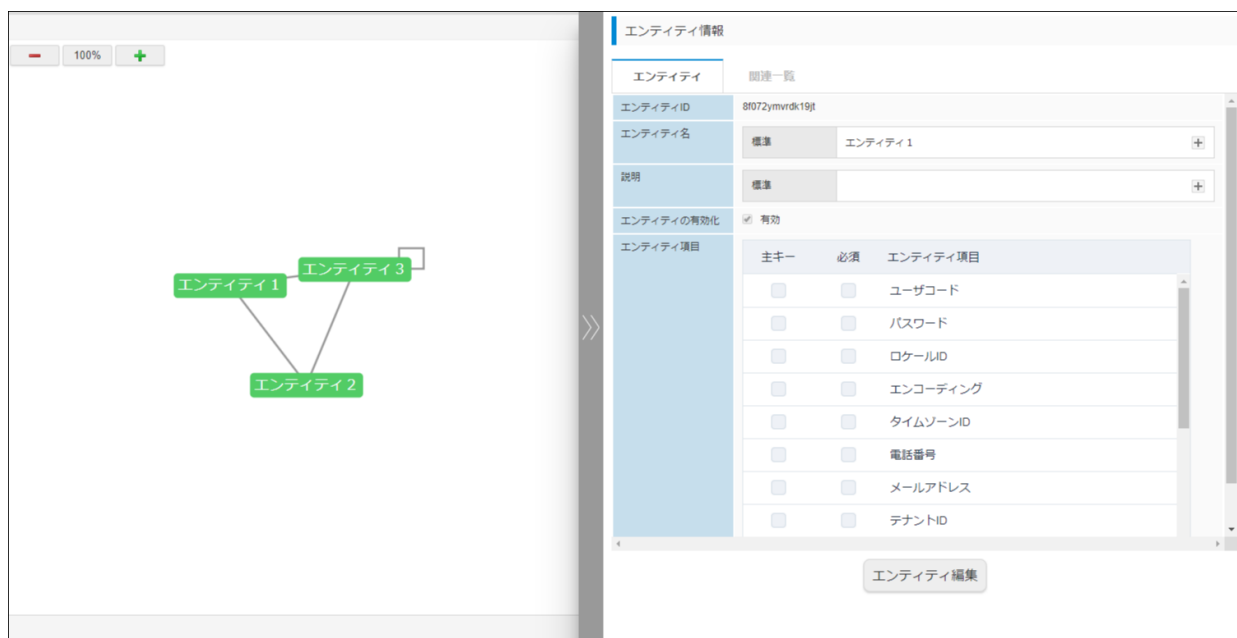 100%
エンティティ1
エンティティ3
エンティティ2
エンティティ情報
エンティティ
関連一覧
エンティティID
8f072ymvrdk19jt
エンティティ名
標準
エンティティ1
説明
標準
エンティティの有効化
有効
エンティティ項目
主キー
必須
エンティティ項目
ユーザコード
パスワード
ロケールID
エンコーディング
タイムゾーンID
電話番号
メールアドレス
テナントID
エンティティ編集